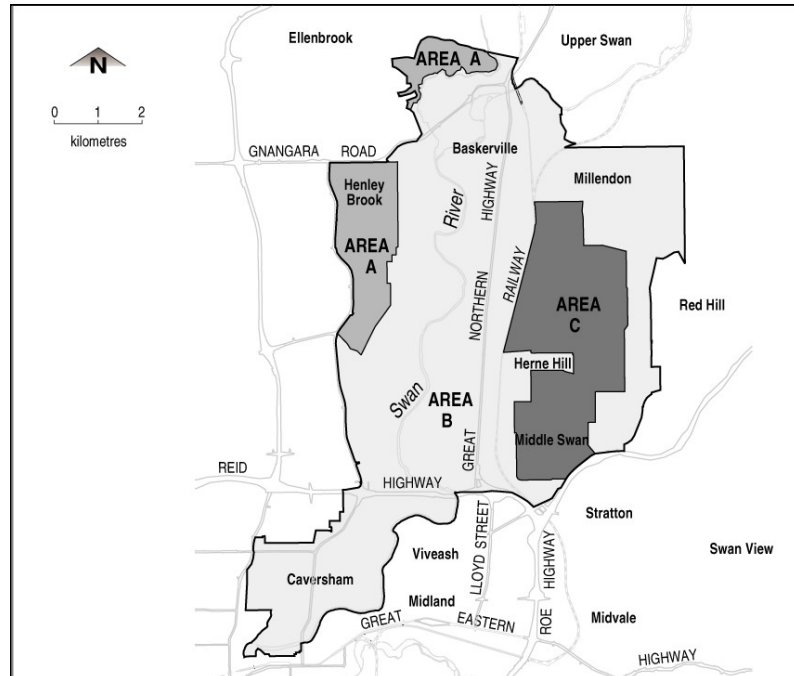 Ellenbrook
Upper Swan
AREA A
N
0 1 2
kilometres
GNANGARA ROAD
Baskerville
Henley
Brook
Millendon
River
HIGHWAY
AREA
A
RAILWAY
NORTHERN
AREA
C
Red Hill
Herne Hill
Swan
AREA
B
GREAT
Middle Swan
REID
HIGHWAY
Stratton
LLOYD STREET
HIGHWAY
Viveash
Swan View
Caversham
Midland
GREAT EASTERN
ROE
Midvale
HIGHWAY